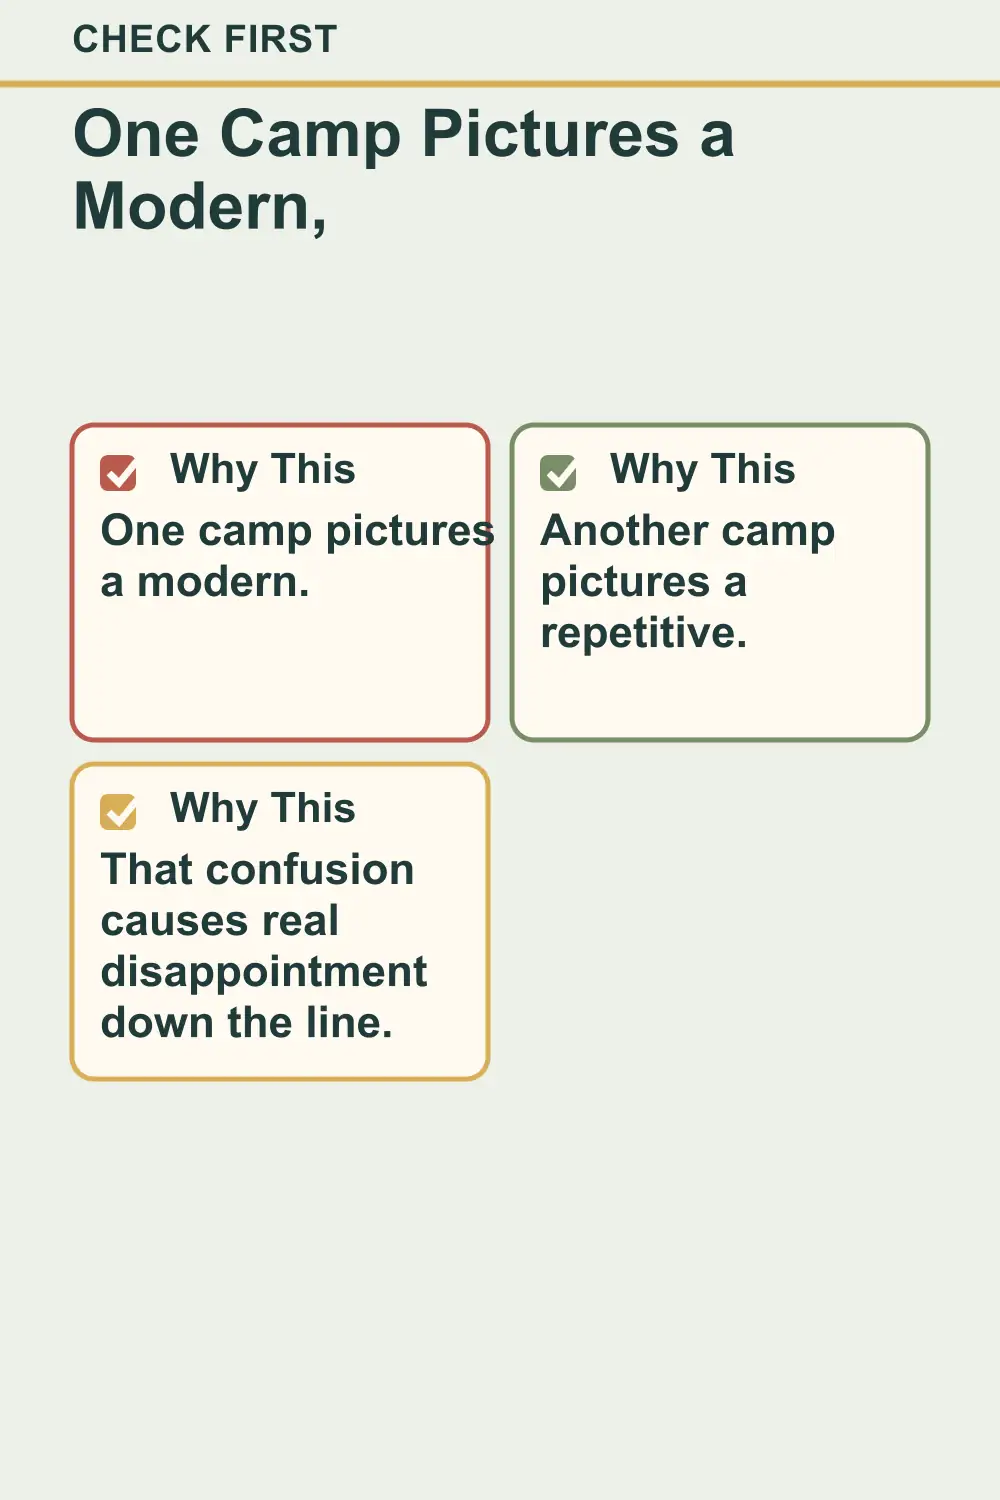 CHECK FIRST
One Camp Pictures a
Modern,
Why This
One camp pictures
a modern.
Why This
Another camp
pictures a
repetitive.
Why This
That confusion
causes real
disappointment
down the line.